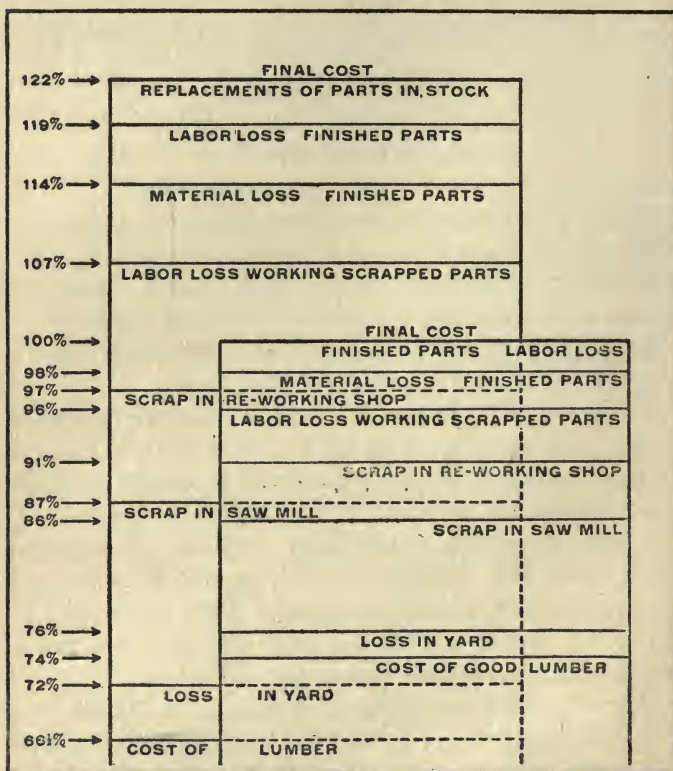 FINAL COST
122%
REPLACEMENTS OF PARTS IN STOCK
119%
LABOR LOSS FINISHED PARTS
114%
MATERIAL LOSS FINISHED PARTS
107%
LABOR LOSS WORKING SCRAPPED PARTS
FINAL COST
100%
FINISHED PARTS LABOR LOSS
98%
MATERIAL LOSS FINISHED PARTS
97%
SCRAP IN RE-WORKING SHOP
96%
LABOR LOSS WORKING SCRAPPED PARTS
91%
SCRAP IN RE-WORKING SHOP
87%
SCRAP IN SAW MILL
86%
SCRAP IN SAW MILL
76%
LOSS IN YARD
74%
COST OF GOOD LUMBER
72%
LOSS IN YARD
66½%
COST OF LUMBER